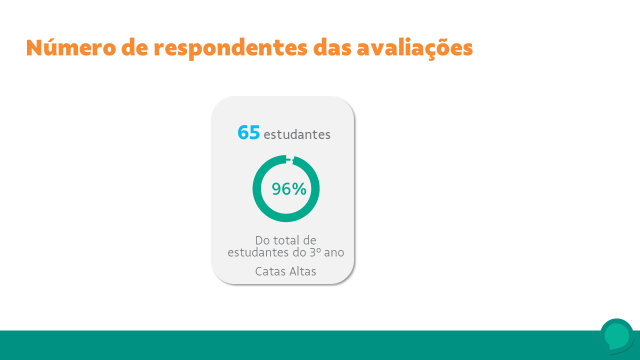 Número de respondentes das avaliações
65 estudantes
96%
Do total de
estudantes do 3º ano
Catas Altas